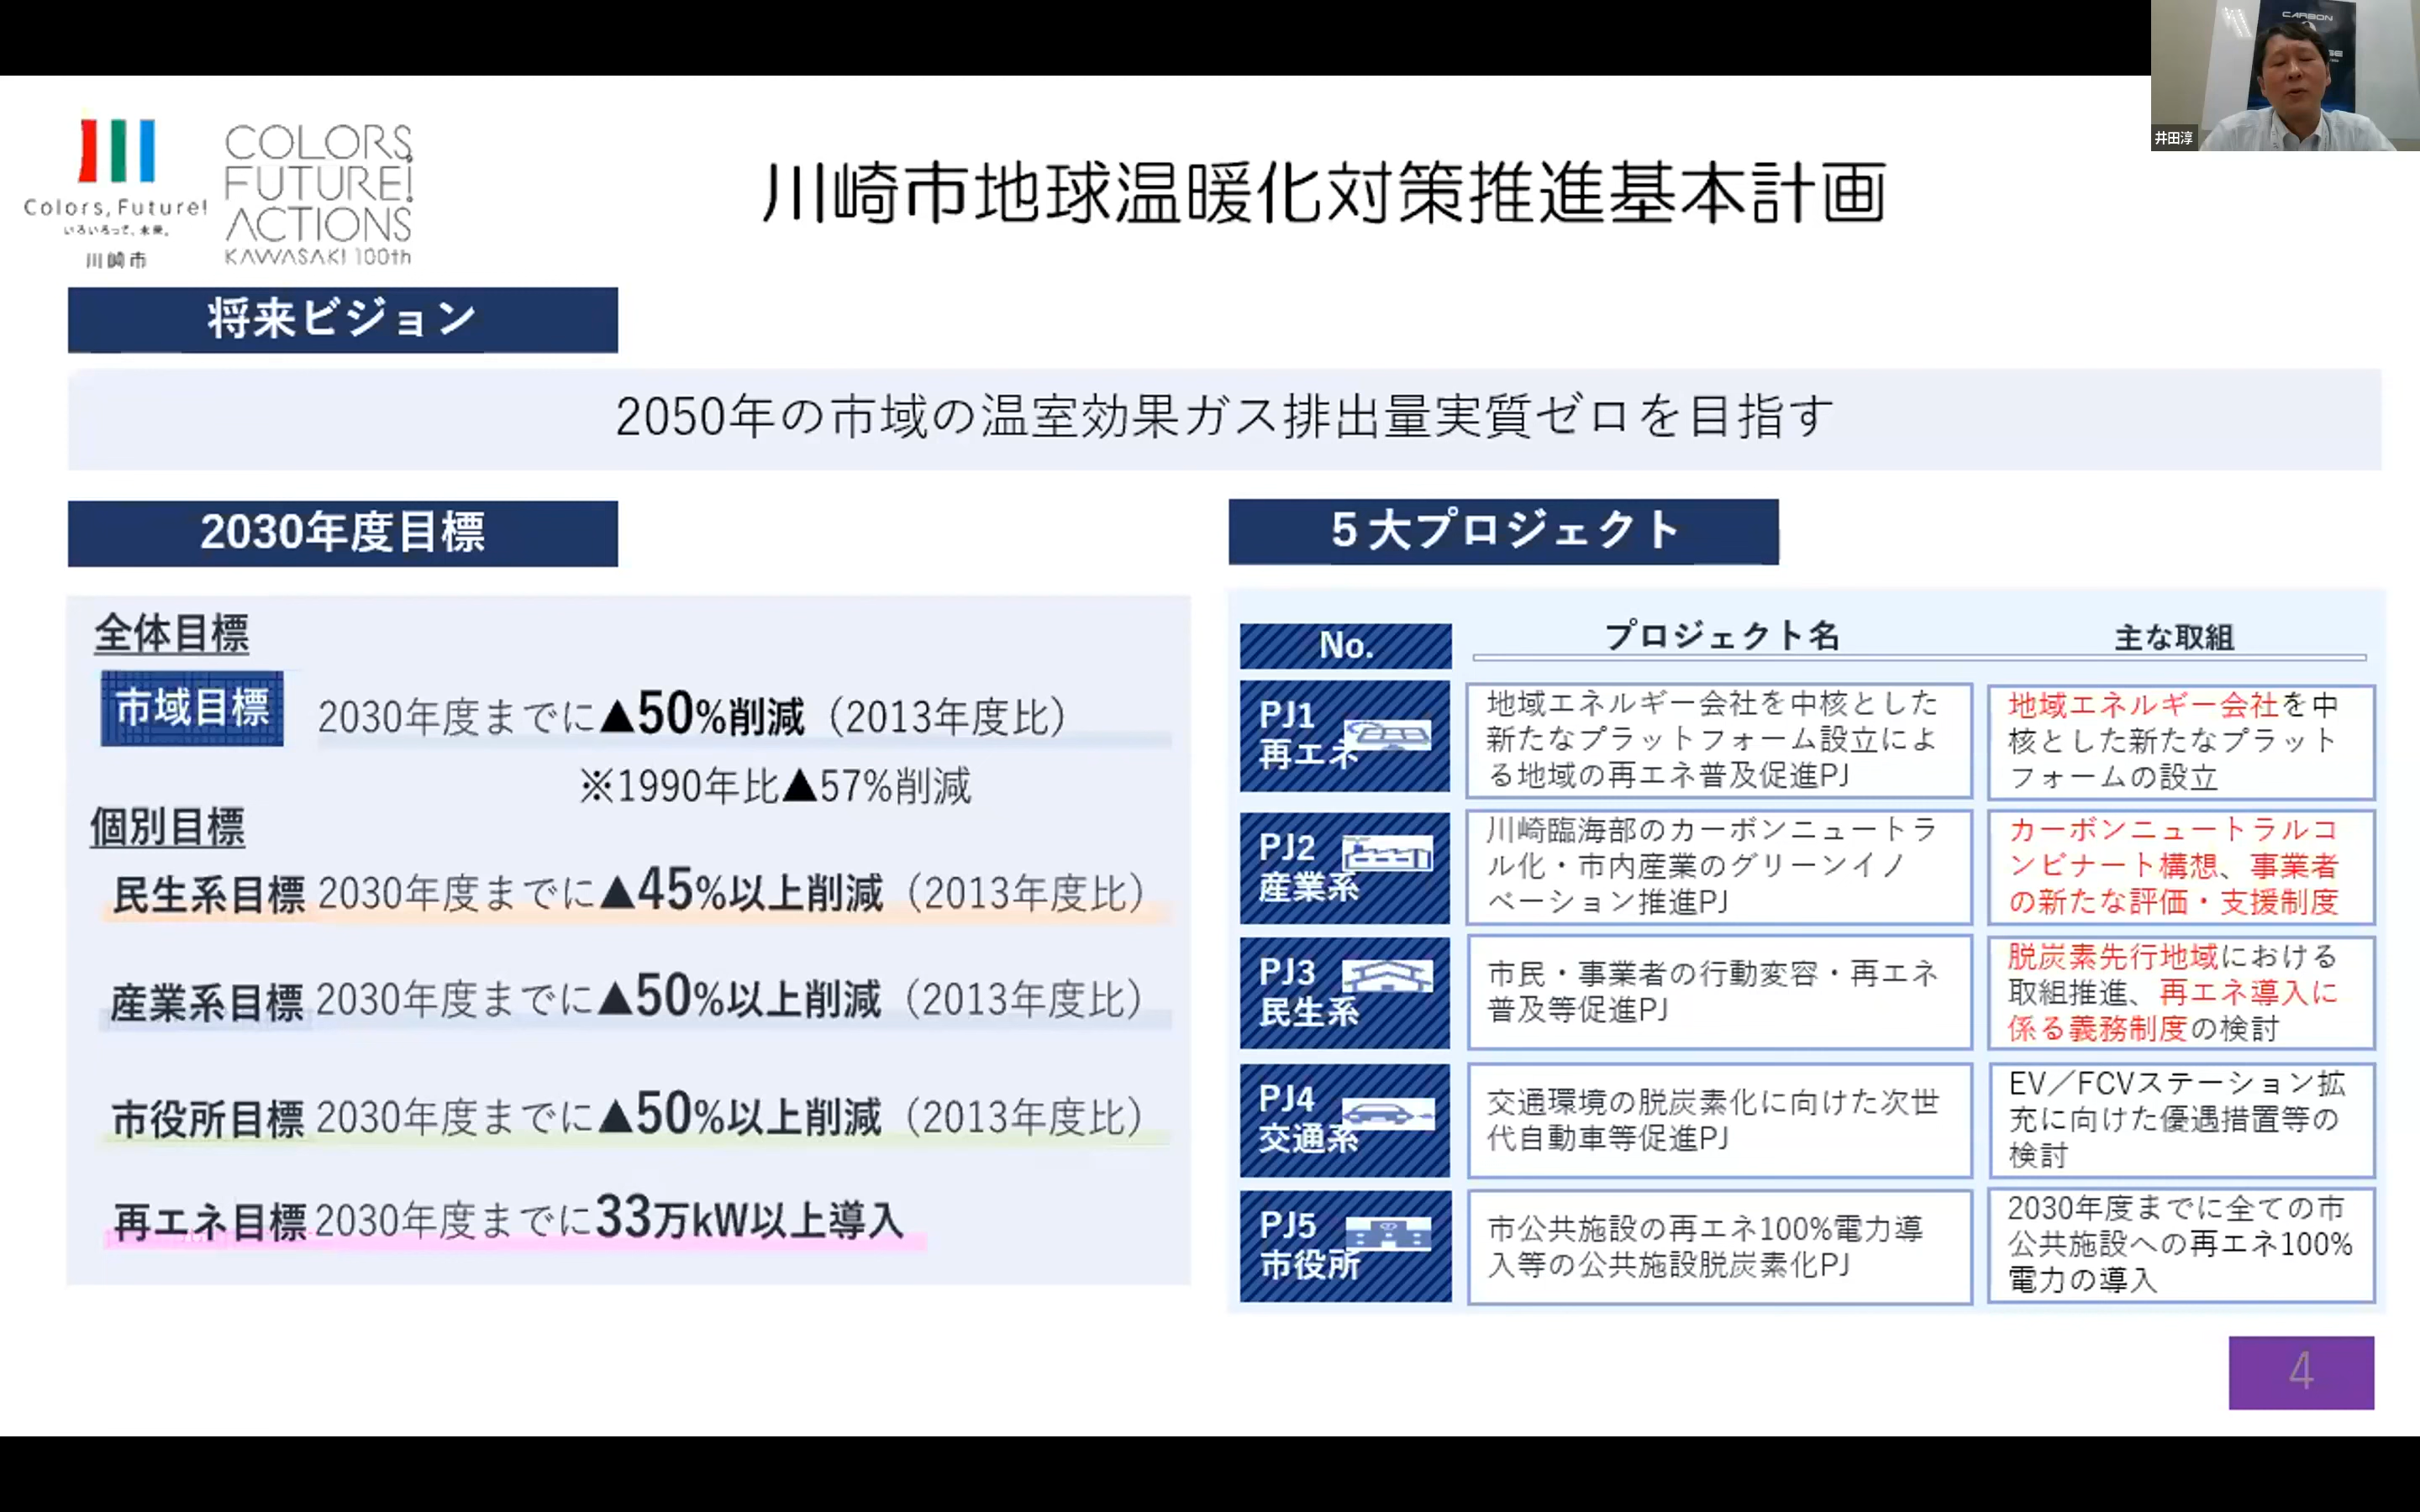 CARBON
井田淳
Colors, Future!
いろいろって、未来。
川崎市
COLORS,
FUTURE!
ACTIONS
KAWASAKI 100th
川崎市地球温暖化対策推進基本計画
将来ビジョン
2050年の市域の温室効果ガス排出量実質ゼロを目指す
2030年度目標
全体目標
市域目標 2030年度までに▲50%削減（2013年度比）
※1990年比▲57%削減
個別目標
民生系目標 2030年度までに▲45%以上削減（2013年度比）
産業系目標 2030年度までに▲50%以上削減（2013年度比）
市役所目標 2030年度までに▲50%以上削減（2013年度比）
再エネ目標 2030年度までに33万kW以上導入
５大プロジェクト
No. プロジェクト名 主な取組
PJ1
再エネ
地域エネルギー会社を中核とした
新たなプラットフォーム設立によ
る地域の再エネ普及促進PJ
地域エネルギー会社を中
核とした新たなプラット
フォームの設立
PJ2
産業系
川崎臨海部のカーボンニュートラ
ル化・市内産業のグリーンイノ
ベーション推進PJ
カーボンニュートラルコ
ンビナート構想、事業者
の新たな評価・支援制度
PJ3
民生系
市民・事業者の行動変容・再エネ
普及等促進PJ
脱炭素先行地域における
取組推進、再エネ導入に
係る義務制度の検討
PJ4
交通系
交通環境の脱炭素化に向けた次世
代自動車等促進PJ
EV／FCVステーション拡
充に向けた優遇措置等の
検討
PJ5
市役所
市公共施設の再エネ100%電力導
入等の公共施設脱炭素化PJ
2030年度までに全ての市
公共施設への再エネ100%
電力の導入
4